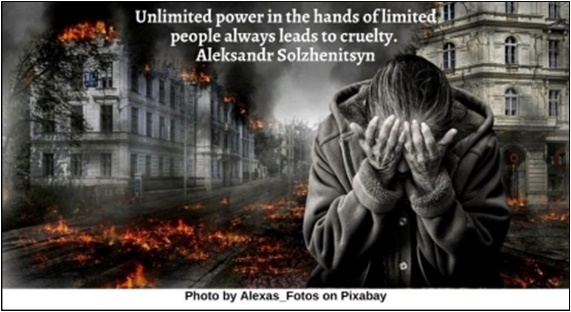 Unlimited power in the hands of limited
people always leads to cruelty.
Aleksandr Solzhenitsyn
Photo by Alexas_Fotos on Pixabay